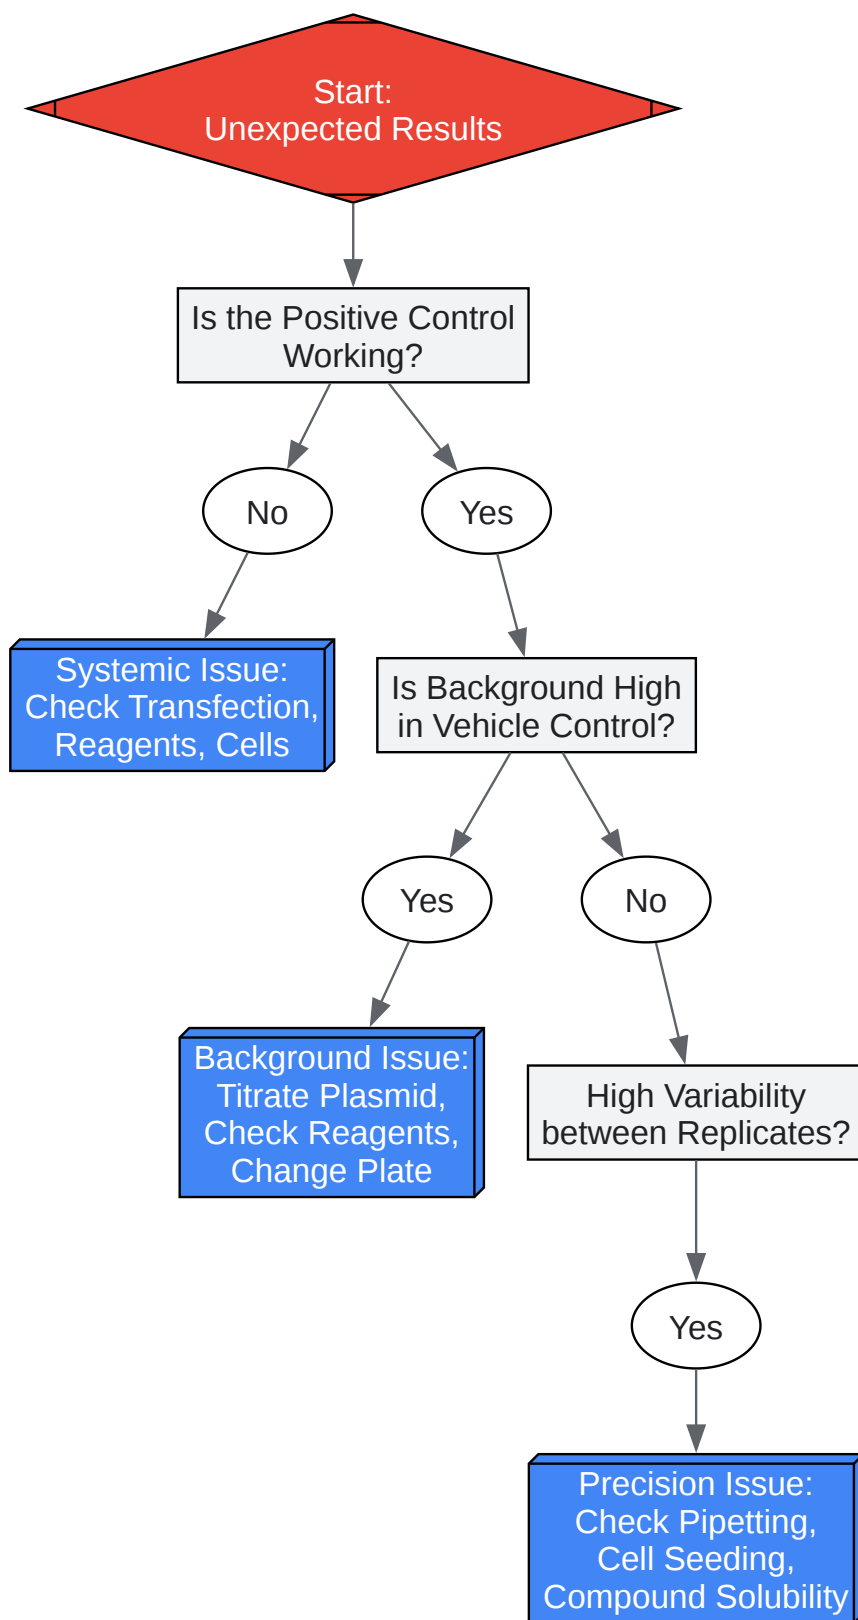 Start:
Unexpected Results
Is the Positive Control
Working?
No
Yes
Systemic Issue:
Check Transfection,
Reagents, Cells
Is Background High
in Vehicle Control?
Yes
No
Background Issue:
Titrate Plasmid,
Check Reagents,
Change Plate
High Variability
between Replicates?
Yes
Precision Issue:
Check Pipetting,
Cell Seeding,
Compound Solubility